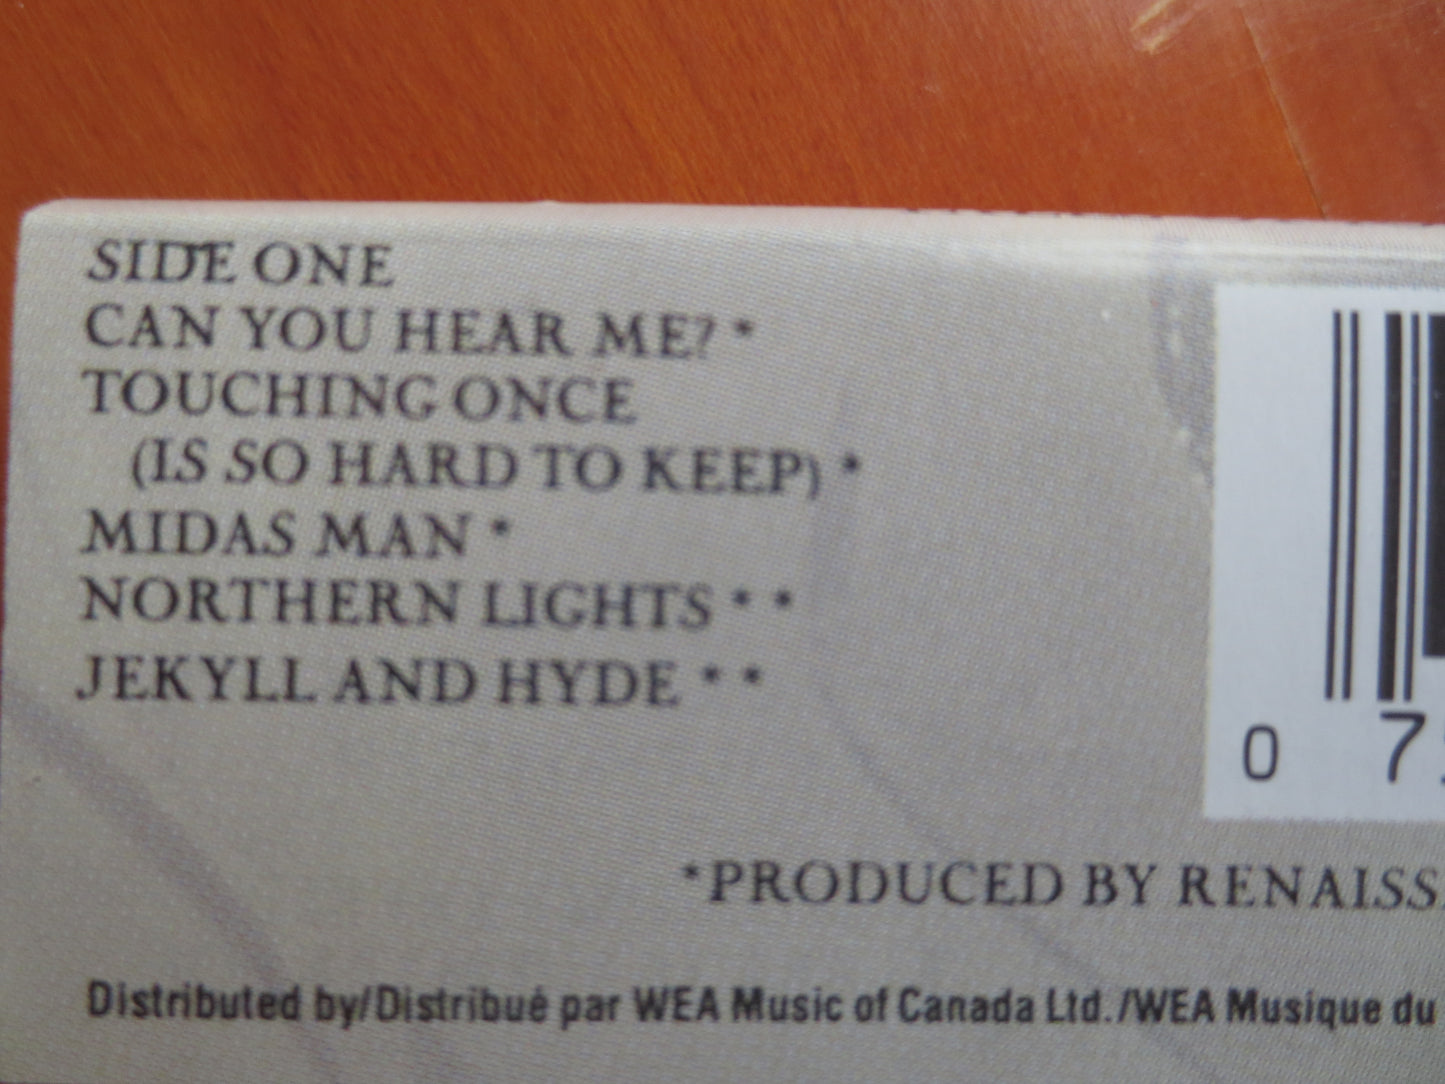 SIDE ONE
CAN YOU HEAR ME? *
TOUCHING ONCE
(IS SO HARD TO KEEP) *
MIDAS MAN *
NORTHERN LIGHTS * *
JEKYLL AND HYDE * *
0 7
*PRODUCED BY RENAISS
Distributed by/Distribué par WEA Music of Canada Ltd./WEA Musique du